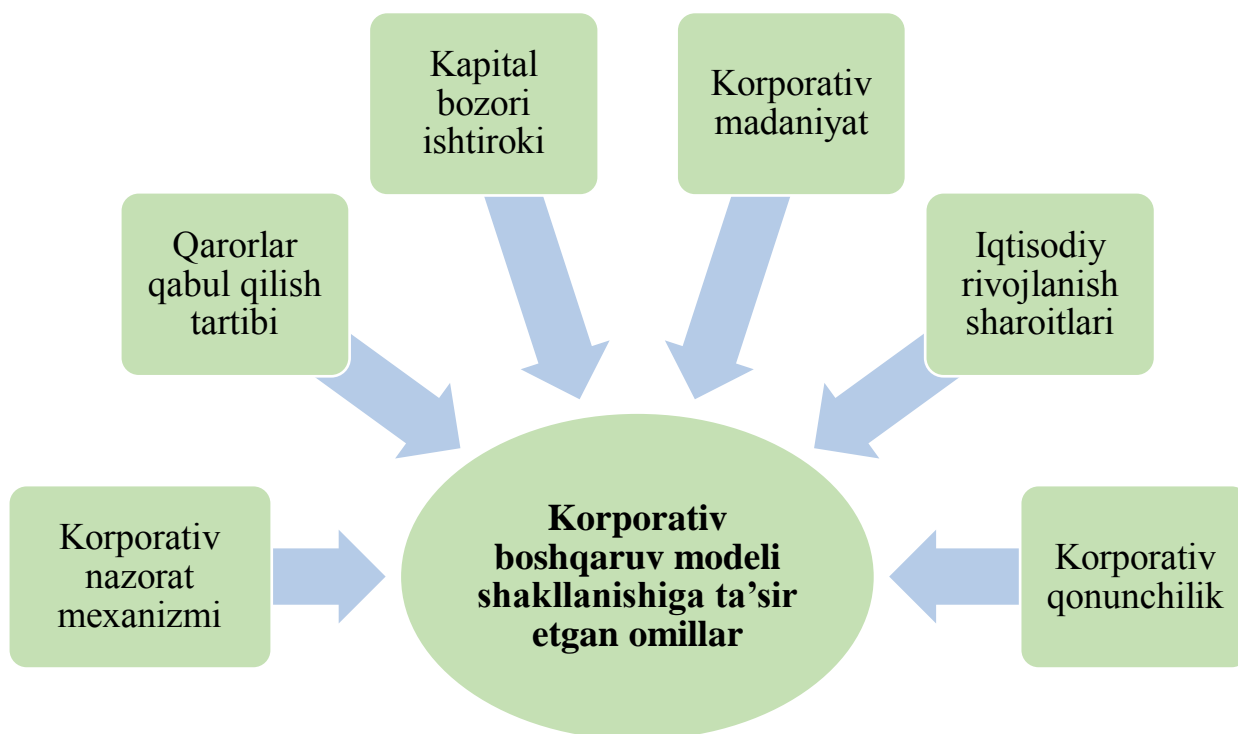 Kapital
bozori
ishtiroki
Korporativ
madaniyat
Qarorlar
qabul qilish
tartibi
Iqtisodiy
rivojlanish
sharoitlari
Korporativ
nazorat
mexanizmi
Korporativ
boshqaruv modeli
shakllanishiga ta’sir
etgan omillar
Korporativ
qonunchilik